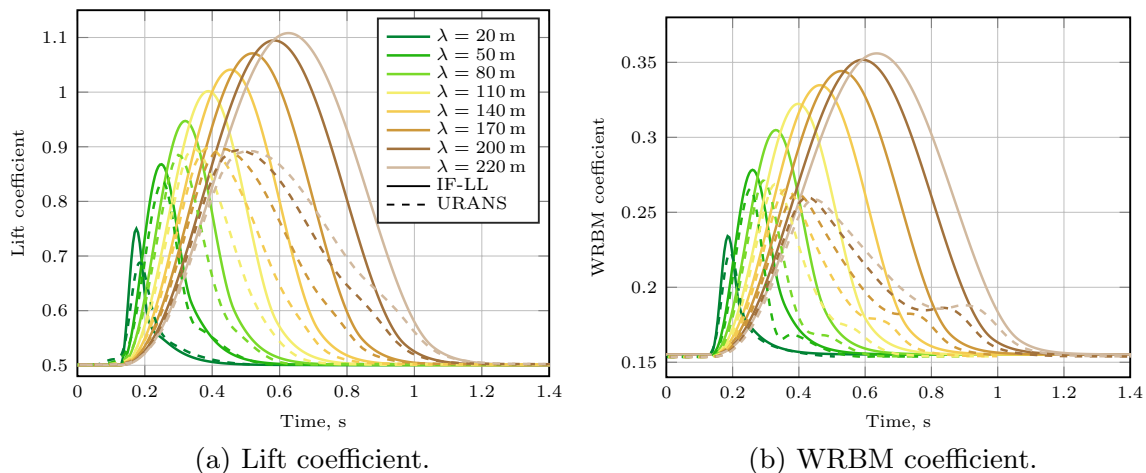 1.1
1
0.9
0.8
0.7
0.6
0.5
Lift coefficient
0 0.2 0.4 0.6 0.8 1 1.2 1.4
Time, s
λ = 20 m
λ = 50 m
λ = 80 m
λ = 110 m
λ = 140 m
λ = 170 m
λ = 200 m
λ = 220 m
IF-LL
URANS
(a) Lift coefficient.
0.35
0.3
0.25
0.2
0.15
WRBM coefficient
0 0.2 0.4 0.6 0.8 1 1.2 1.4
Time, s
(b) WRBM coefficient.